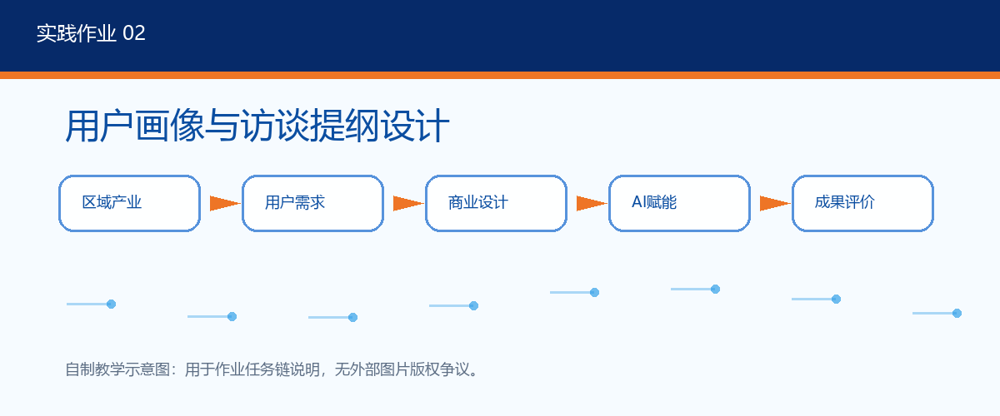 实践作业 02
用户画像与访谈提纲设计
区域产业
用户需求
商业设计
AI赋能
成果评价
自制教学示意图：用于作业任务链说明，无外部图片版权争议。